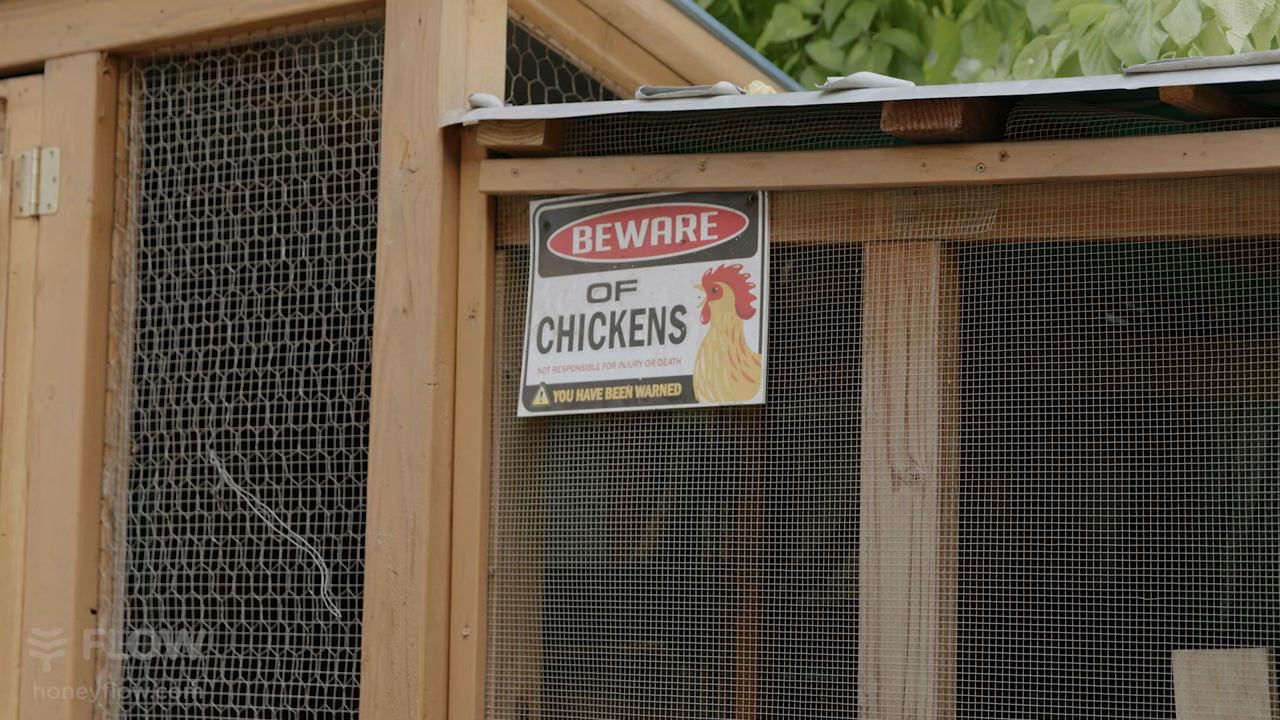 BEWARE
OF
CHICKENS
NOT RESPONSIBLE FOR INJURY OR DEATH
YOU HAVE BEEN WARNED
FLOW
honeyflow.com